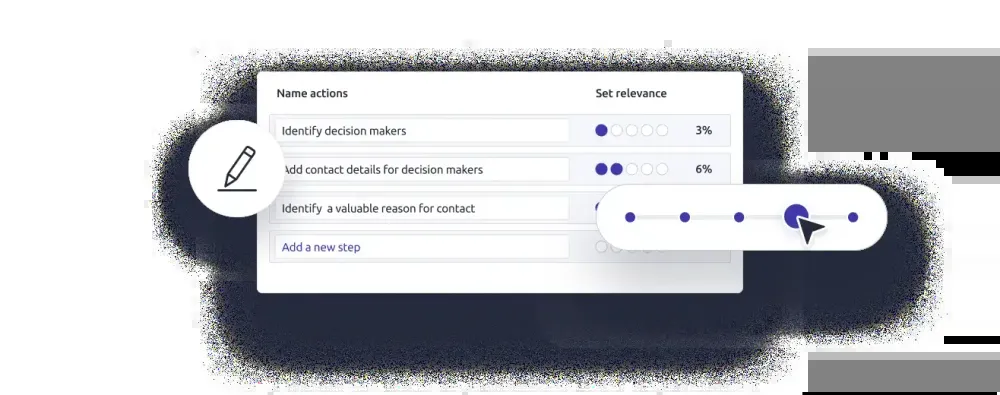 Name actions Set relevance
Identify decision makers 3%
Add contact details for decision makers 6%
Identify a valuable reason for contact
Add a new step